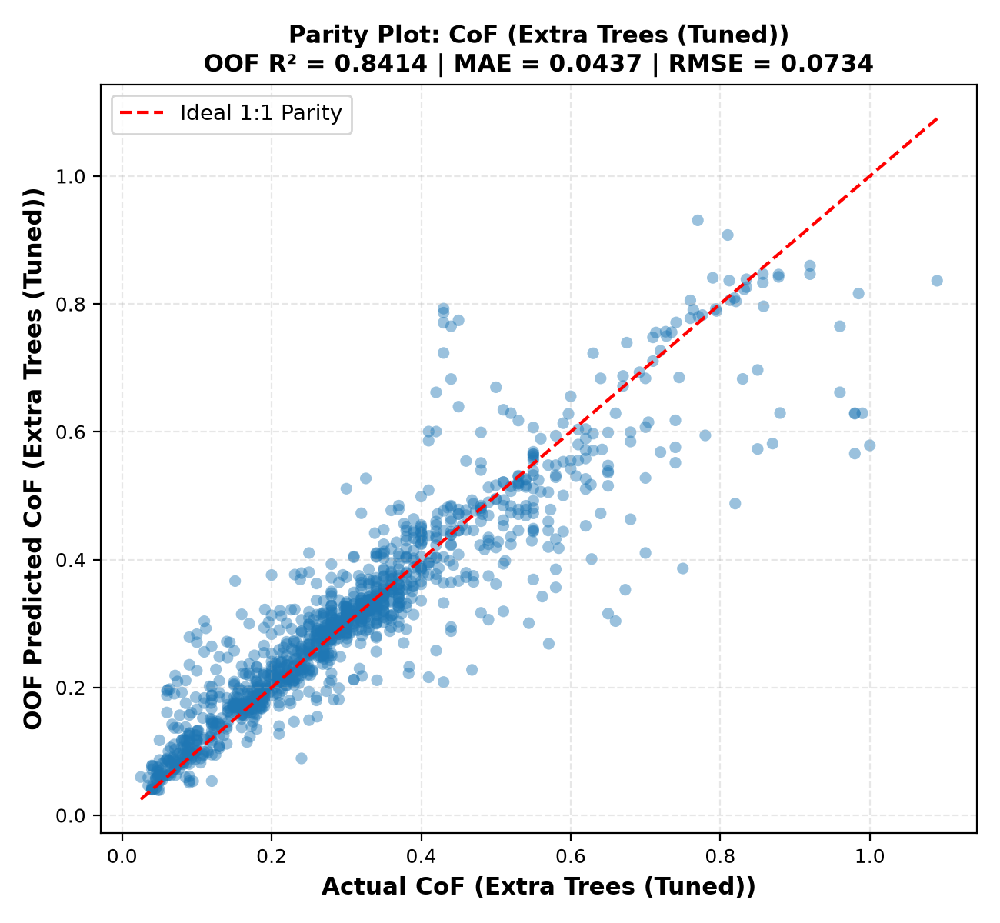 Parity Plot: CoF (Extra Trees (Tuned))
OOF R² = 0.8414 | MAE = 0.0437 | RMSE = 0.0734
Ideal 1:1 Parity
OOF Predicted CoF (Extra Trees (Tuned))
1.0
0.8
0.6
0.4
0.2
0.0
0.0 0.2 0.4 0.6 0.8 1.0
Actual CoF (Extra Trees (Tuned))